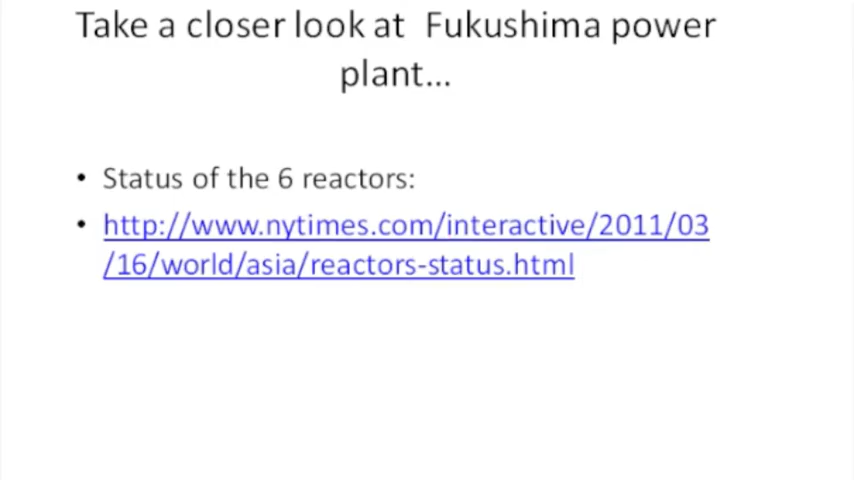 Take a closer look at  Fukushima power
plant...
• Status of the 6 reactors:
• http://www.nytimes.com/interactive/2011/03
/16/world/asia/reactors-status.html